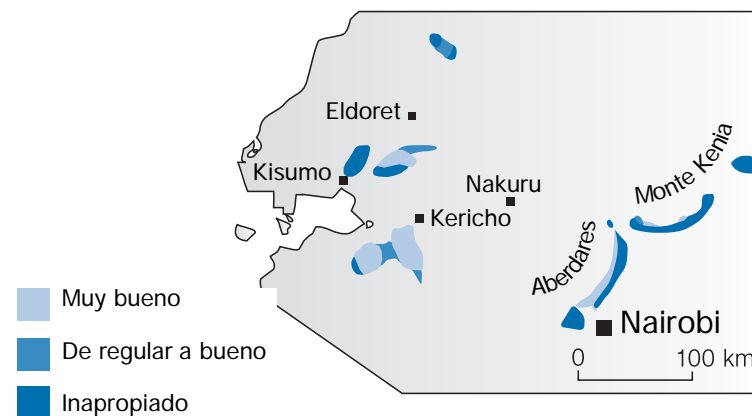 Eldoret
Kisumo
Nakuru
Kericho
Monte Kenia
Aberdares
Nairobi
0 100 km
Muy bueno
De regular a bueno
Inapropiado